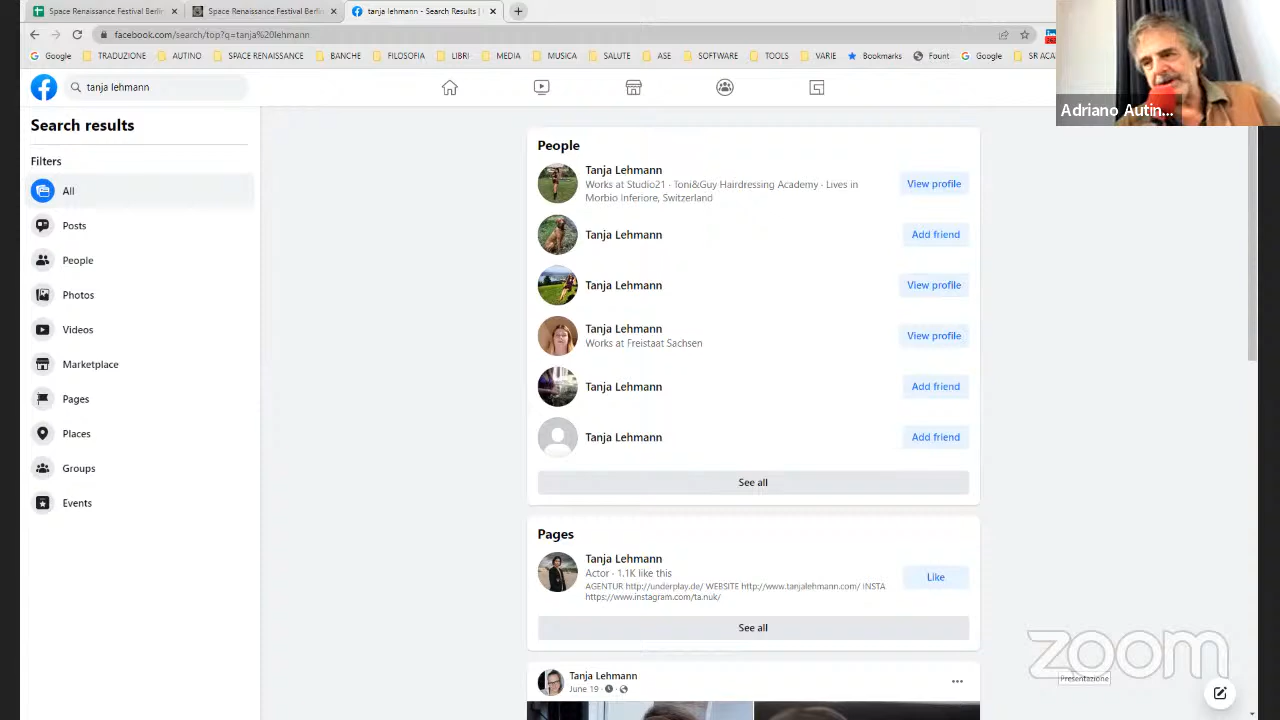 Space Renaissance Festival Berli
Space Renaissance Festival Berlin
tanja lehmann - Search Results |
facebook.com/search/top?q=tanja%20lehmann
Google
TRADUZIONE
AUTINO
SPACE RENAISSANCE
BANCHE
FILOSOFIA
LIBRI
MEDIA
MUSICA
SALUTE
ASE
SOFTWARE
TOOLS
VARIE
Bookmarks
Fount
Google
SR ACA
Adriano Autin...
tanja lehmann
Search results
Filters
All
Posts
People
Photos
Videos
Marketplace
Pages
Places
Groups
Events
People
Tanja Lehmann
Works at Studio21 · Toni&Guy Hairdressing Academy · Lives in
Morbio Inferiore, Switzerland
View profile
Tanja Lehmann
Add friend
Tanja Lehmann
View profile
Tanja Lehmann
Works at Freistaat Sachsen
View profile
Tanja Lehmann
Add friend
Tanja Lehmann
Add friend
See all
Pages
Tanja Lehmann
Actor · 1.1K like this
AGENTUR http://underplay.de/ WEBSITE http://www.tanjalehmann.com/ INSTA
https://www.instagram.com/ta.nuk/
Like
See all
Tanja Lehmann
June 19
zoom
Presentazione